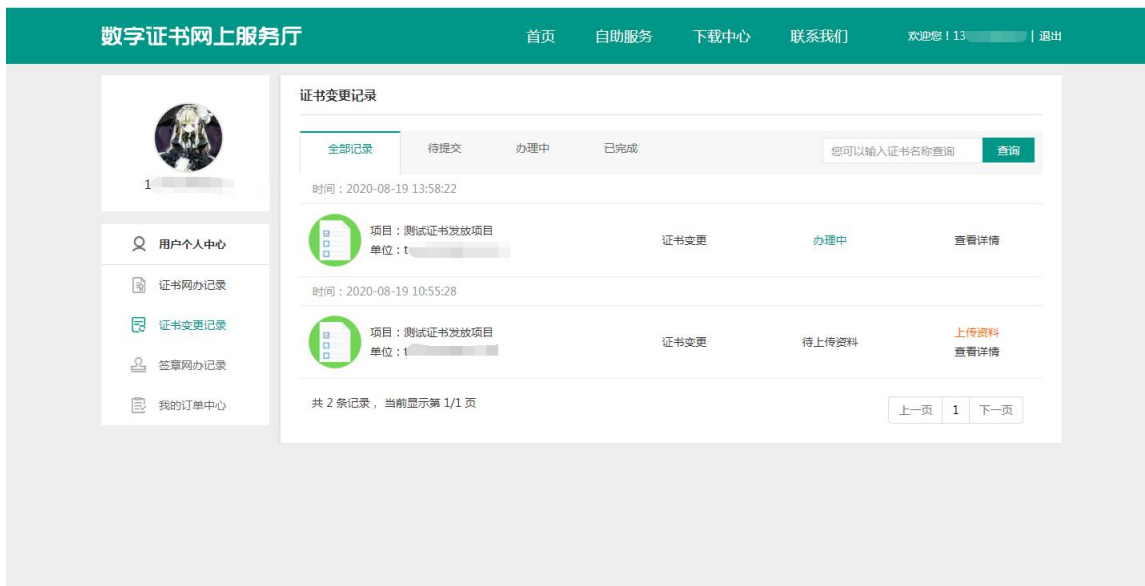 数字证书网上服务厅 首页 自助服务 下载中心 联系我们 欢迎您！13 | 退出
1
用户个人中心
证书网办记录
证书变更记录
签章网办记录
我的订单中心
证书变更记录
全部记录 待提交 办理中 已完成 您可以输入证书名称查询 查询
时间：2020-08-19 13:58:22
项目：测试证书发放项目
单位：t
证书变更 办理中 查看详情
时间：2020-08-19 10:55:28
项目：测试证书发放项目
单位：t
证书变更 待上传资料 上传资料
查看详情
共 2 条记录， 当前显示第 1/1 页
上一页 1 下一页